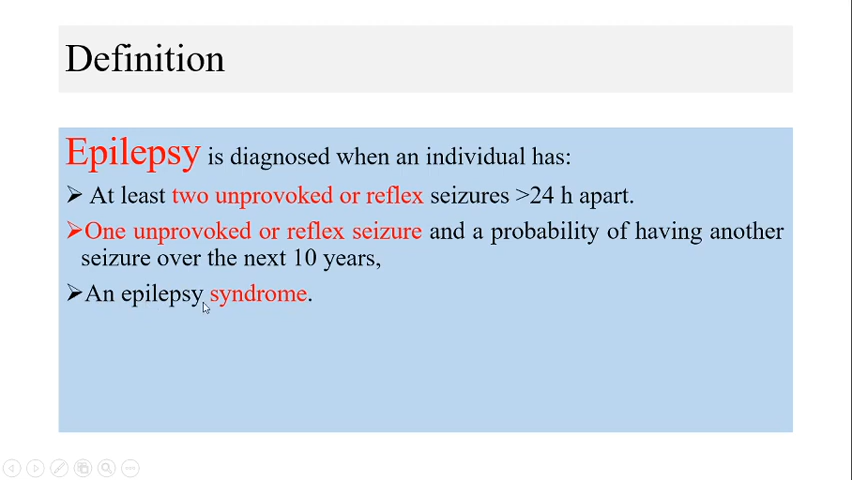 Definition
Epilepsy is diagnosed when an individual has:
➢ At least two unprovoked or reflex seizures >24 h apart.
➢One unprovoked or reflex seizure and a probability of having another
seizure over the next 10 years,
➢An epilepsy syndrome.